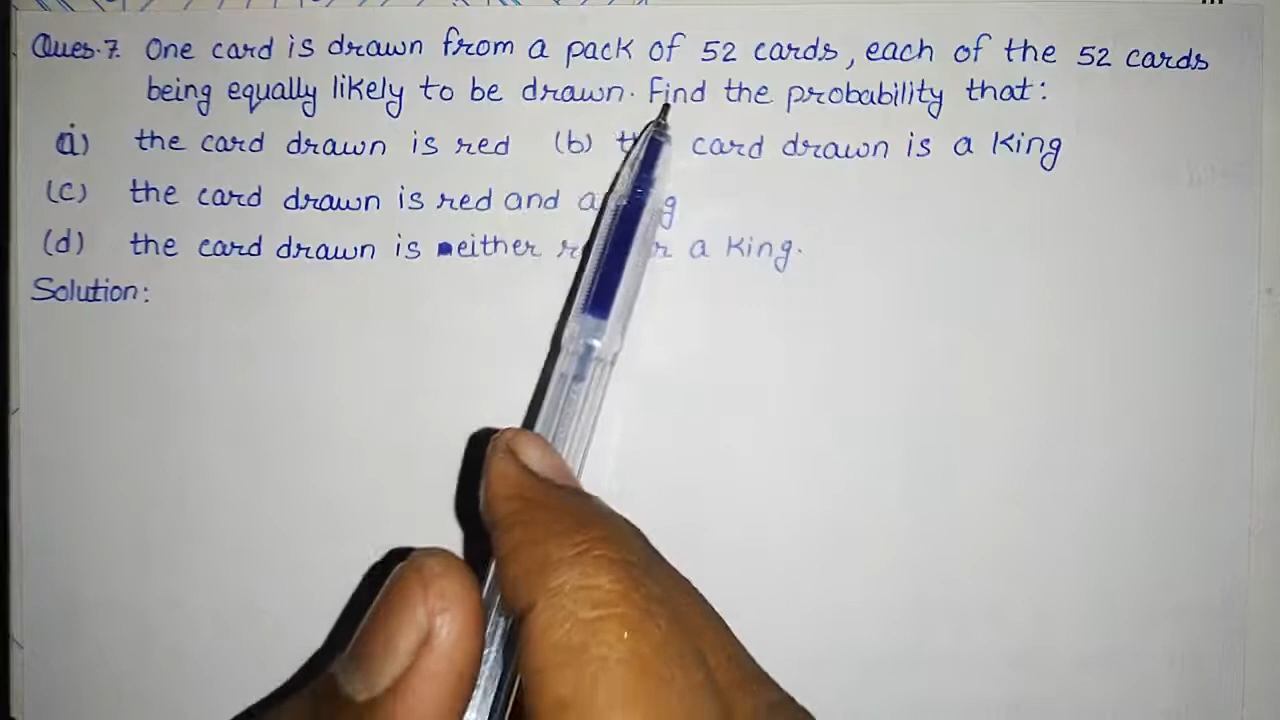 Ques.7. One card is drawn from a pack of 52 cards, each of the 52 cards
being equally likely to be drawn. Find the probability that:
a) the card drawn is red (b) card drawn is a King
(c) the card drawn is red and a
(d) the card drawn is neither a King.
Solution: